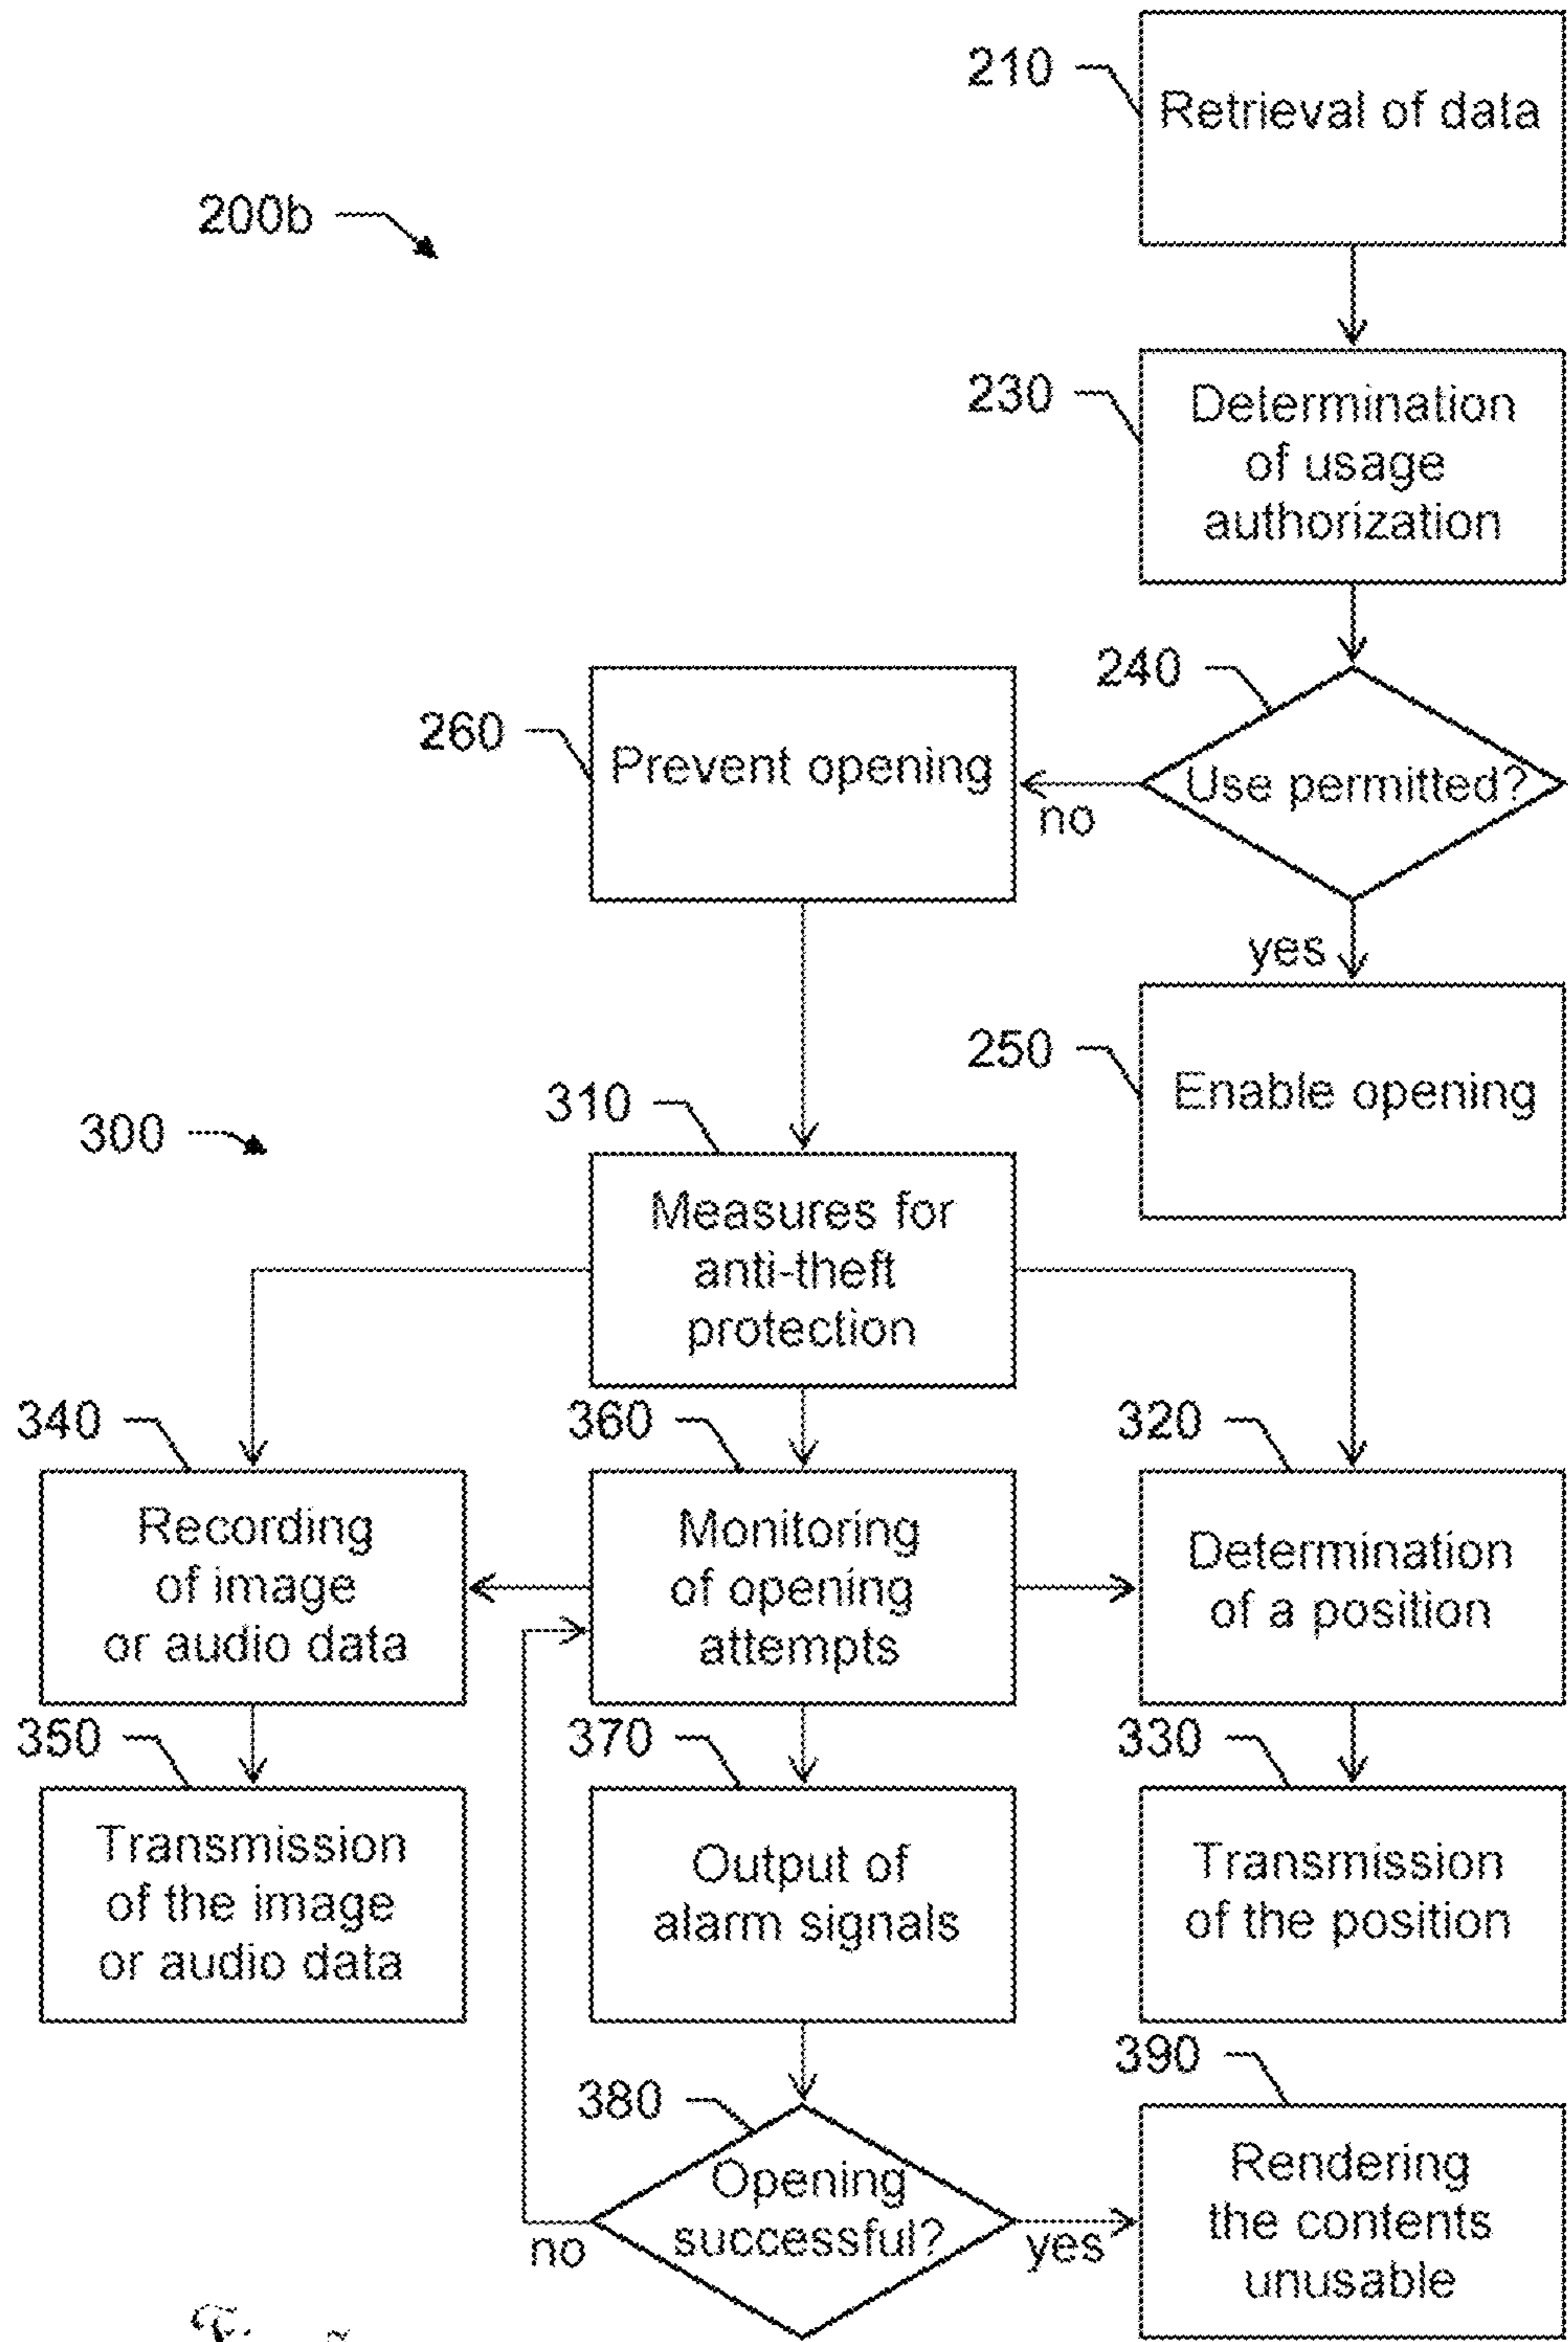 210
Retrieval of data
200b
230
Determination
of usage
authorization
240
260
Prevent opening
Use permitted?
no
yes
250
Enable opening
310
300
Measures for
anti-theft
protection
340
360
320
Recording
of image
or audio data
Monitoring
of opening
attempts
Determination
of a position
350
370
330
Transmission
of the image
or audio data
Output of
alarm signals
Transmission
of the position
390
380
Opening
successful?
no
yes
Rendering
the contents
unusable